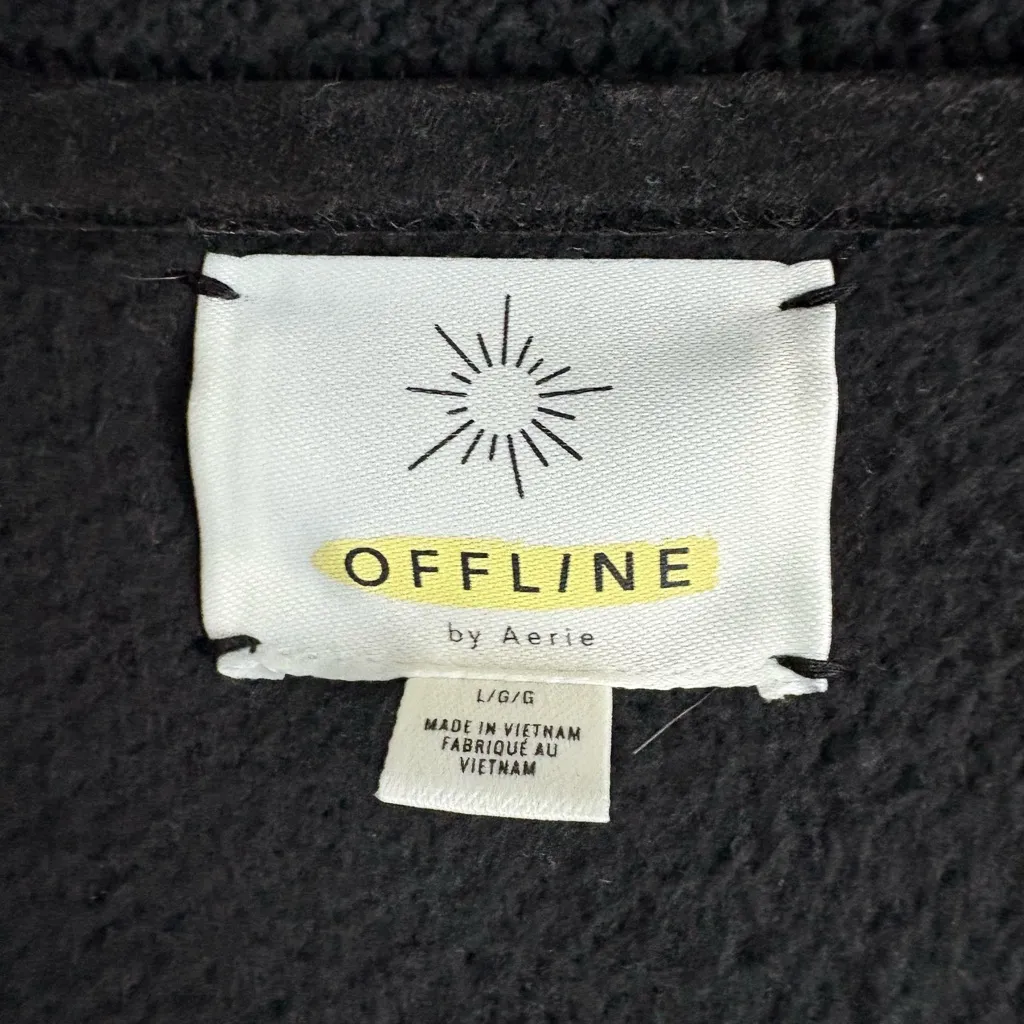 OFFLINE
by Aerie
L/G/G
MADE IN VIETNAM
FABRIQUÉ AU
VIETNAM